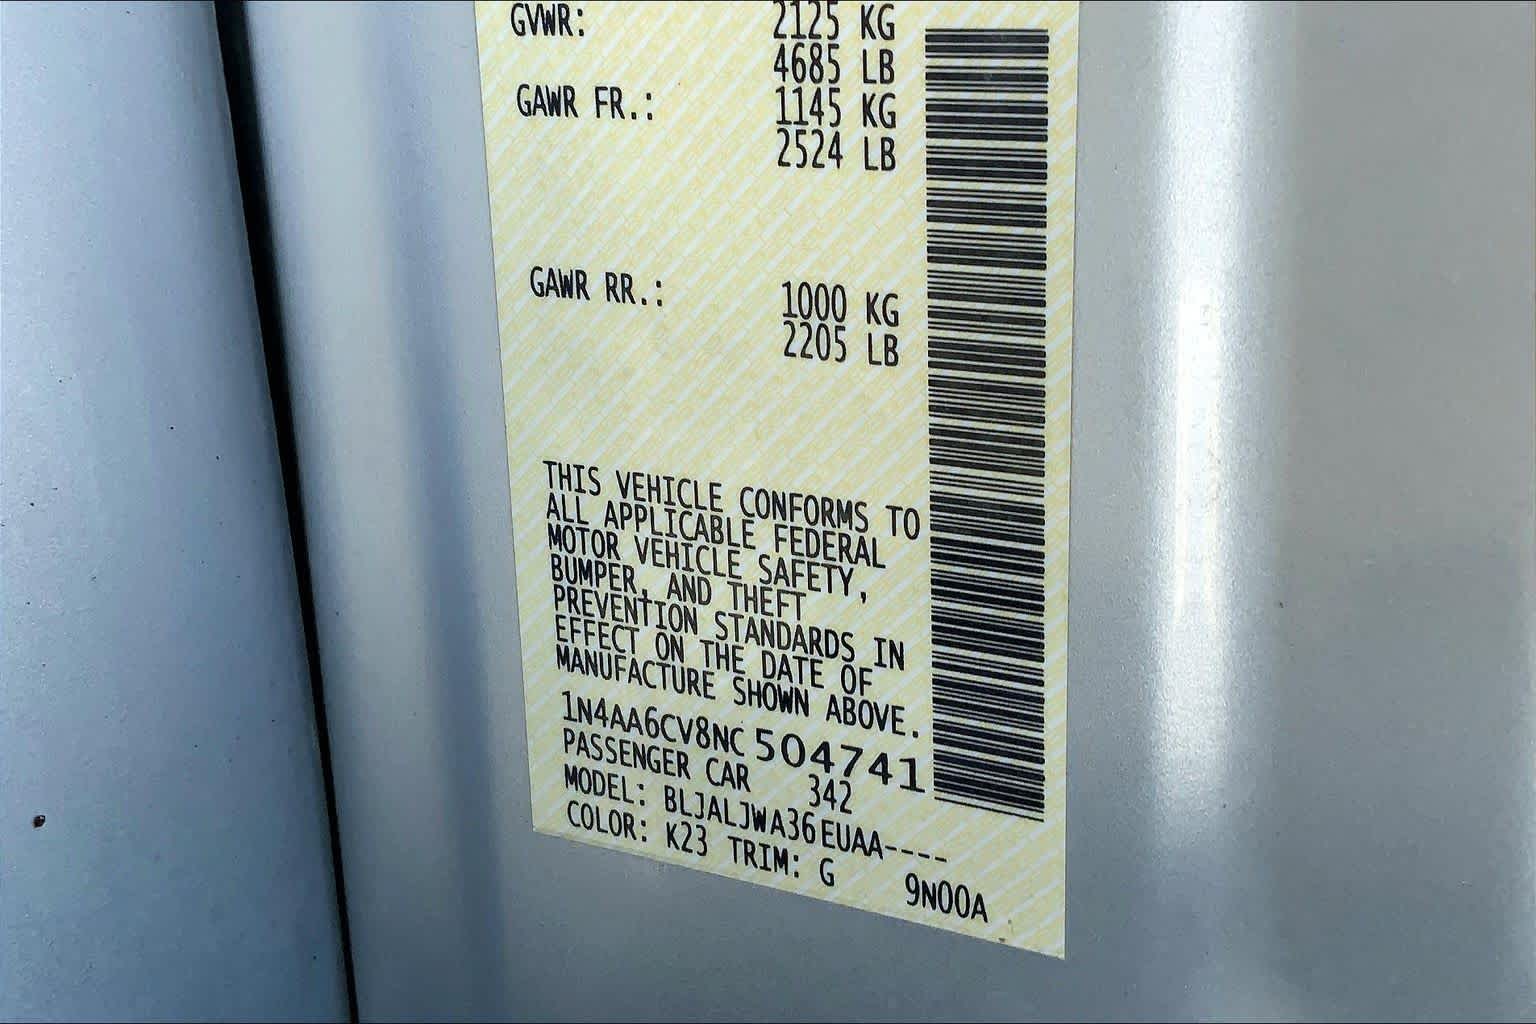 GVWR: 2125 KG
4685 LB
GAWR FR.: 1145 KG
2524 LB
GAWR RR.: 1000 KG
2205 LB
THIS VEHICLE CONFORMS TO
ALL APPLICABLE FEDERAL
MOTOR VEHICLE SAFETY,
BUMPER, AND THEFT
PREVENTION STANDARDS IN
EFFECT ON THE DATE OF
MANUFACTURE SHOWN ABOVE.
1N4AA6CV8NC504741
PASSENGER CAR 342
MODEL: BLJALJWA36EUAA----
COLOR: K23 TRIM: G 9N00A